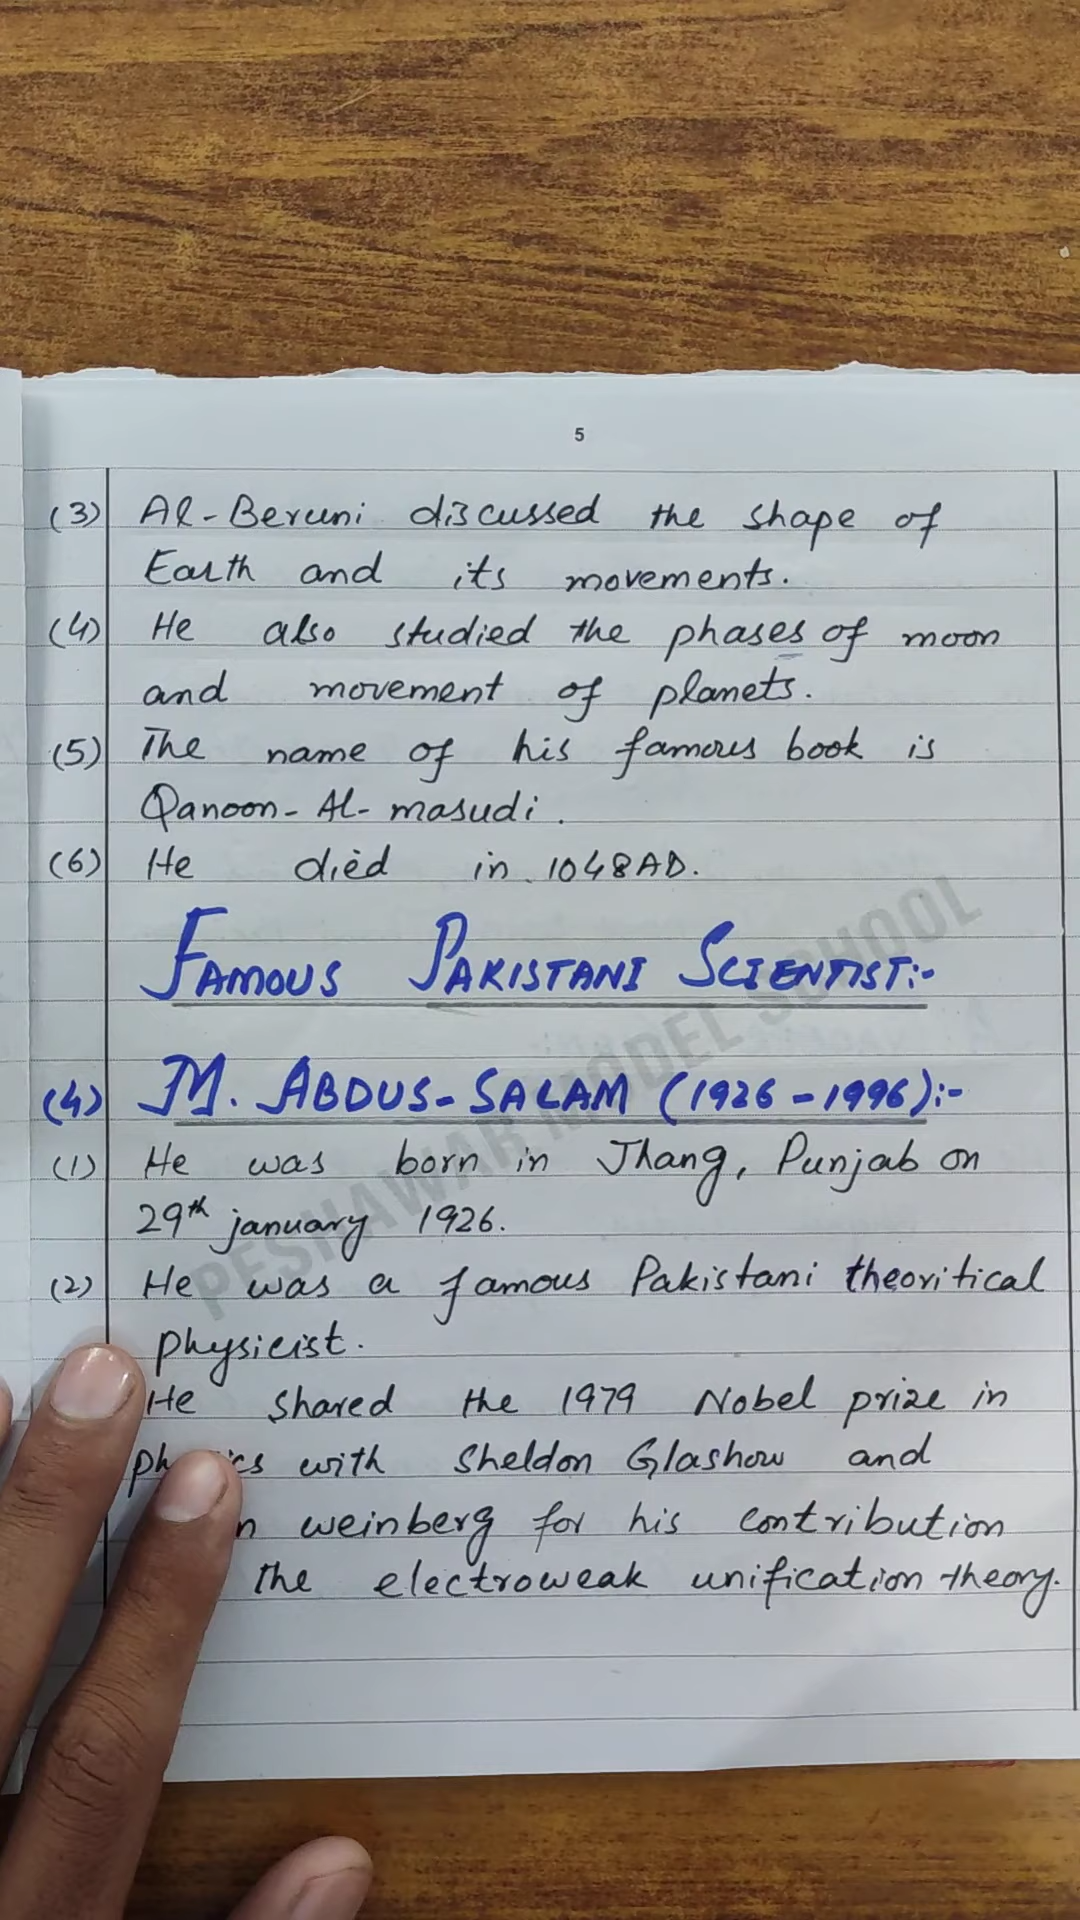 5
(3) Al-Beruni discussed the shape of
Earth and its movements.
(4) He also studied the phases of moon
and movement of planets.
(5) The name of his famous book is
Qanoon-Al-masudi.
(6) He died in 1048AD.
FAMOUS PAKISTANI SCIENTIST:-
(4) M. ABDUS-SALAM (1926-1996):-
(1) He was born in Jhang, Punjab on
29th january 1926.
(2) He was a famous Pakistani theoritical
physicist.
He shared the 1979 Nobel prize in
with Sheldon Glashow and
weinberg for his contribution
the electroweak unification theory.
PESHAWAR MODEL SCHOOL